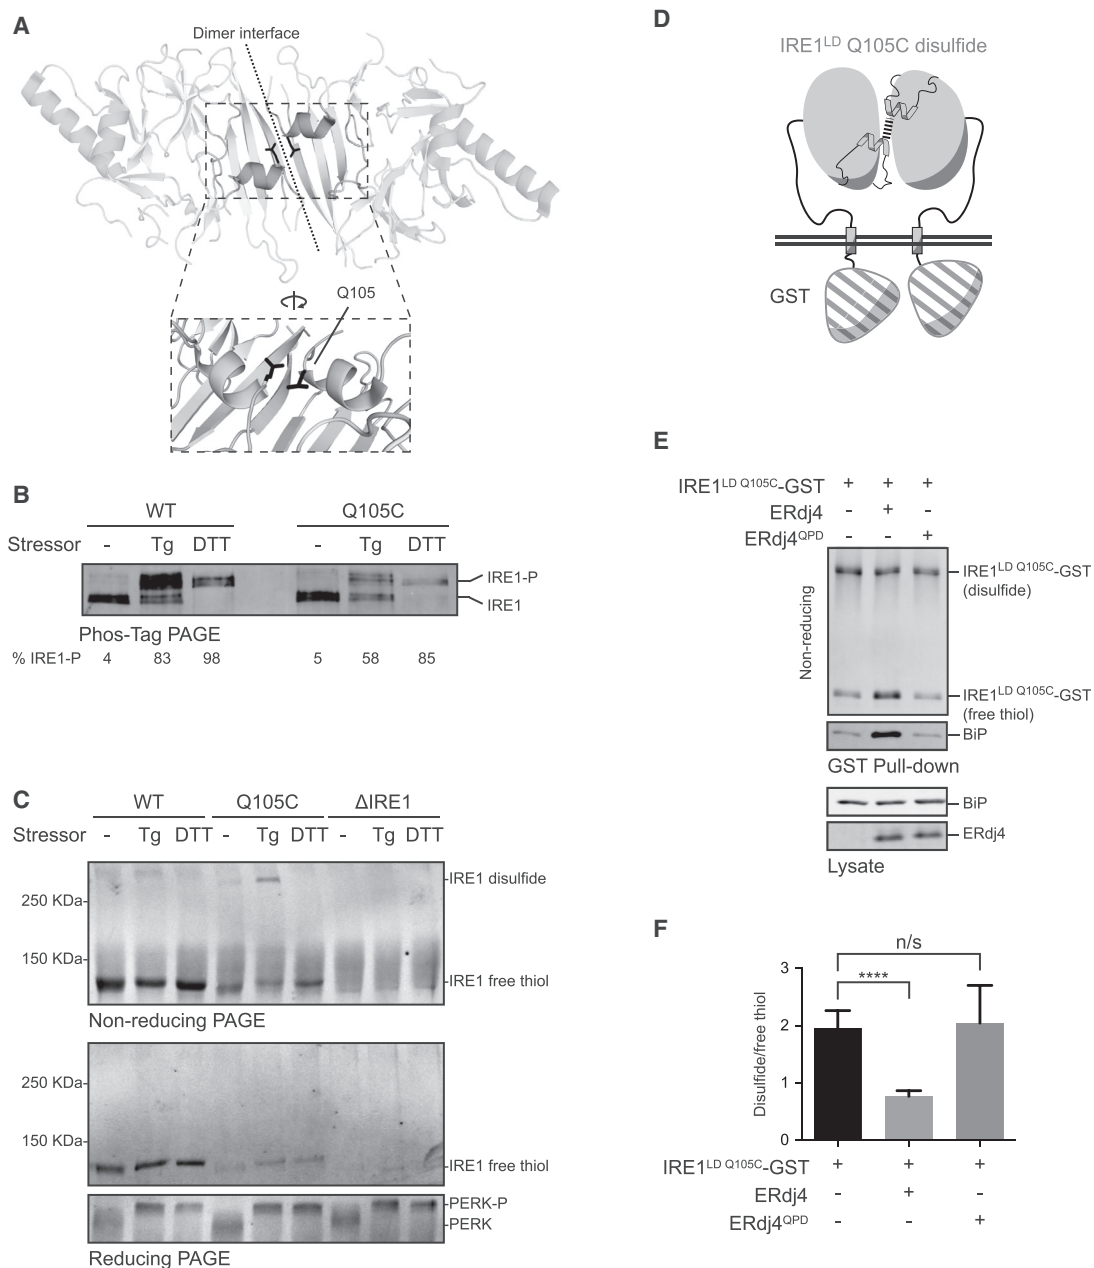 A
Dimer interface
Q105
B
WT Q105C
Stressor - Tg DTT - Tg DTT
IRE1-P
IRE1
Phos-Tag PAGE
% IRE1-P 4 83 98 5 58 85
C
WT Q105C ΔIRE1
Stressor - Tg DTT - Tg DTT - Tg DTT
IRE1 disulfide
250 KDa-
150 KDa-
IRE1 free thiol
Non-reducing PAGE
250 KDa-
150 KDa-
IRE1 free thiol
PERK-P
PERK
Reducing PAGE
D
IRE1LD Q105C disulfide
GST
E
IRE1LD Q105C-GST + + +
ERdj4 - + -
ERdj4QPD - - +
Non-reducing
IRE1LD Q105C-GST
(disulfide)
IRE1LD Q105C-GST
(free thiol)
BiP
GST Pull-down
BiP
ERdj4
Lysate
F
n/s
****
3
2
1
0
Disulfide/free thiol
IRE1LD Q105C-GST + + +
ERdj4 - + -
ERdj4QPD - - +